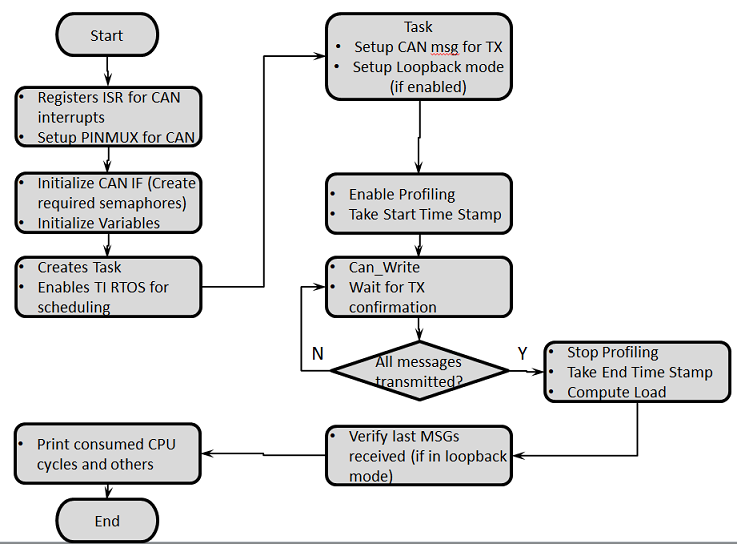 Start
• Registers ISR for CAN
interrupts
• Setup PINMUX for CAN
• Initialize CAN IF (Create
required semaphores)
• Initialize Variables
• Creates Task
• Enables TI RTOS for
scheduling
Task
• Setup CAN msg for TX
• Setup Loopback mode
(if enabled)
• Enable Profiling
• Take Start Time Stamp
• Can_Write
• Wait for TX
confirmation
All messages
transmitted?
N
Y
• Stop Profiling
• Take End Time Stamp
• Compute Load
• Verify last MSGs
received (if in loopback
mode)
• Print consumed CPU
cycles and others
End